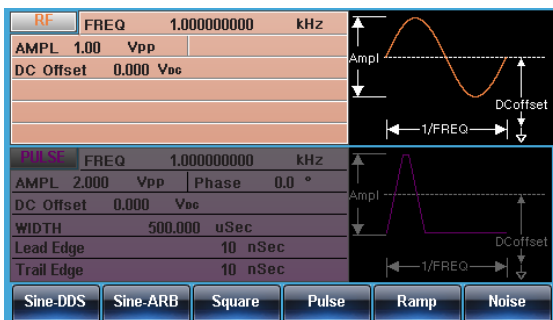 RF FREQ 1.000000000 kHz
AMPL 1.00 Vpp
DC Offset 0.000 VDC
Ampl
DCoffset
1/FREQ
PULSE FREQ 1.000000000 kHz
AMPL 2.000 Vpp Phase 0.0 °
DC Offset 0.000 VDC
WIDTH 500.000 uSec
Lead Edge 10 nSec
Trail Edge 10 nSec
Ampl
DCoffset
1/FREQ
Sine-DDS Sine-ARB Square Pulse Ramp Noise